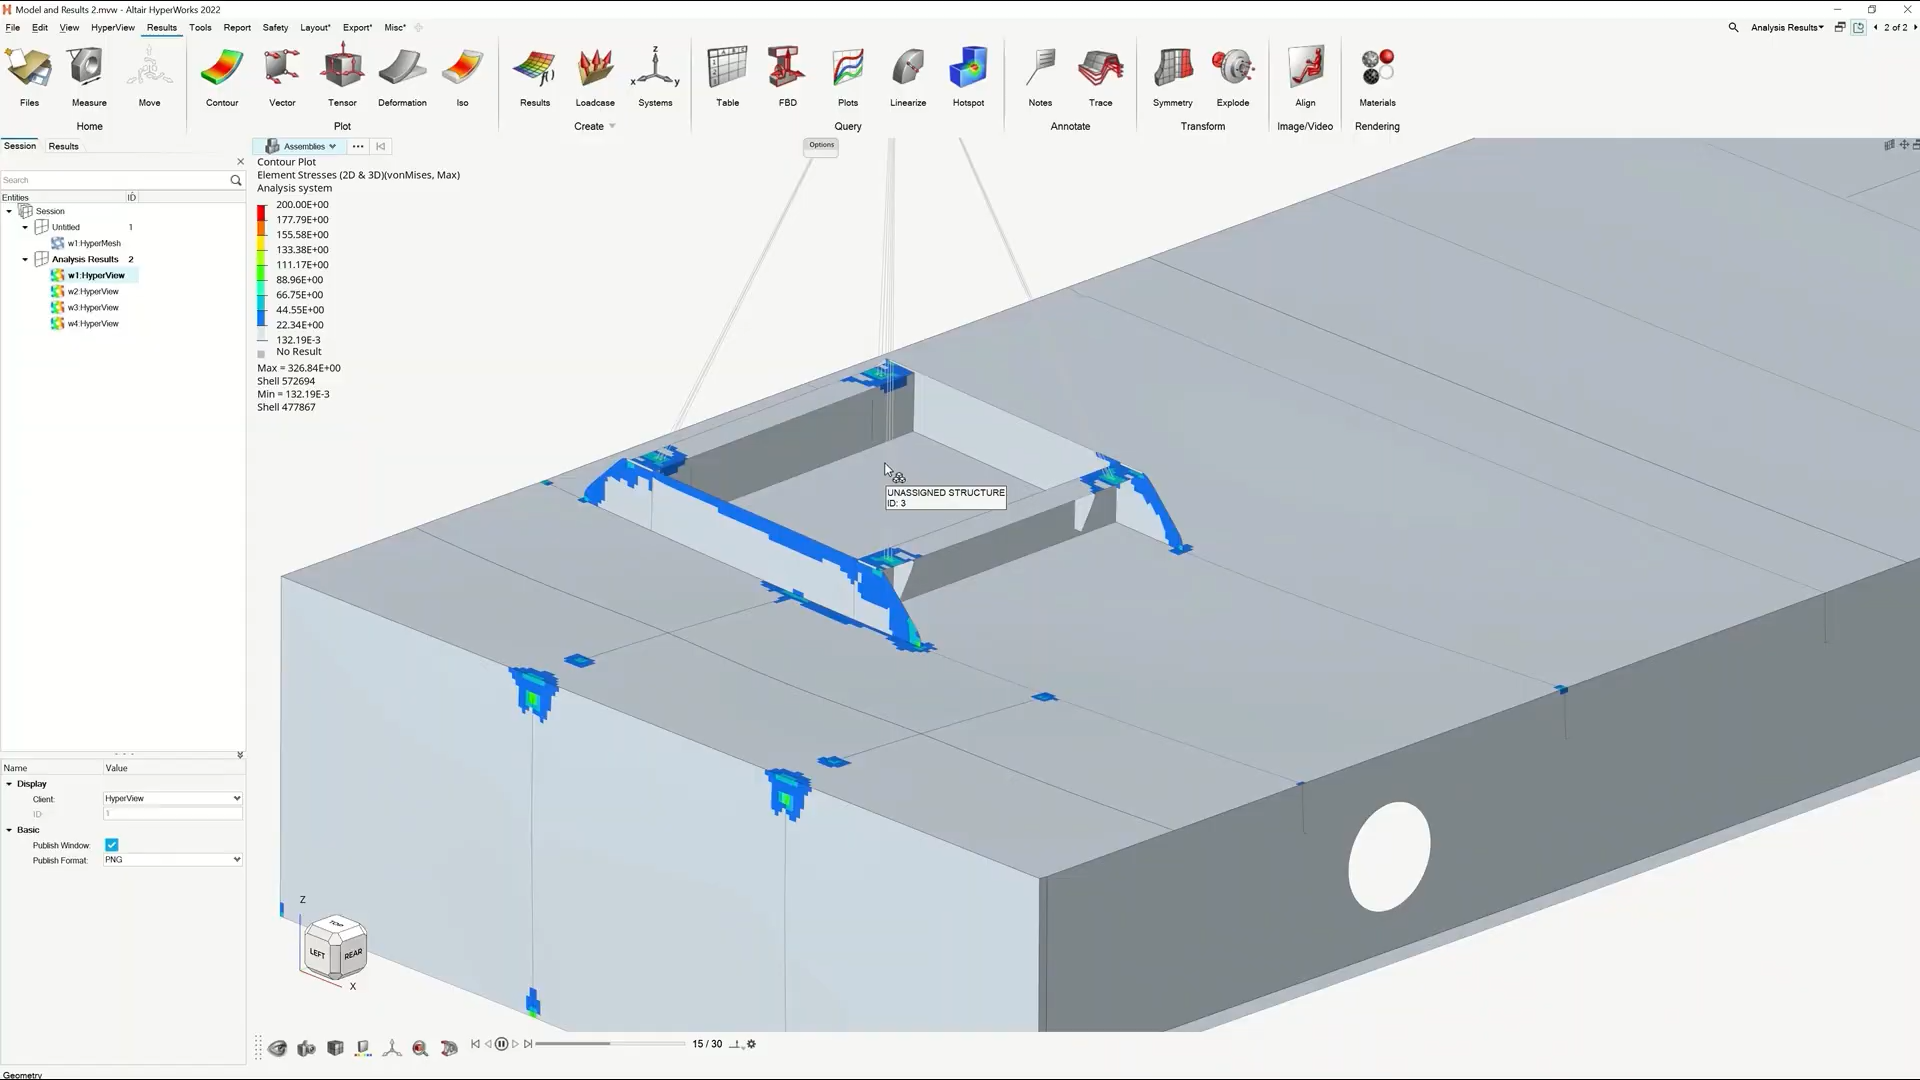 Model and Results 2.mvw - Altair HyperWorks 2022
File Edit View HyperView Results Tools Report Safety Layout* Export* Misc*
Analysis Results 2 of 2
Files Measure Move Contour Vector Tensor Deformation Iso Results Loadcase Systems Table FBD Plots Linearize Hotspot Notes Trace Symmetry Explode Align Materials
Home Plot Create Query Annotate Transform Image/Video Rendering
Session Results
Search
Entities ID
Session
Untitled 1
w1:HyperMesh
Analysis Results 2
w1:HyperView
w2:HyperView
w3:HyperView
w4:HyperView
Assemblies
Options
Contour Plot
Element Stresses (2D & 3D)(vonMises, Max)
Analysis system
200.00E+00
177.79E+00
155.58E+00
133.38E+00
111.17E+00
88.96E+00
66.75E+00
44.55E+00
22.34E+00
132.19E-3
No Result
Max = 326.84E+00
Shell 572694
Min = 132.19E-3
Shell 477867
UNASSIGNED STRUCTURE
ID: 3
Name Value
Display
Client: HyperView
ID: 1
Basic
Publish Window:
Publish Format: PNG
Z
TOP
LEFT REAR
X
15 / 30
Geometry